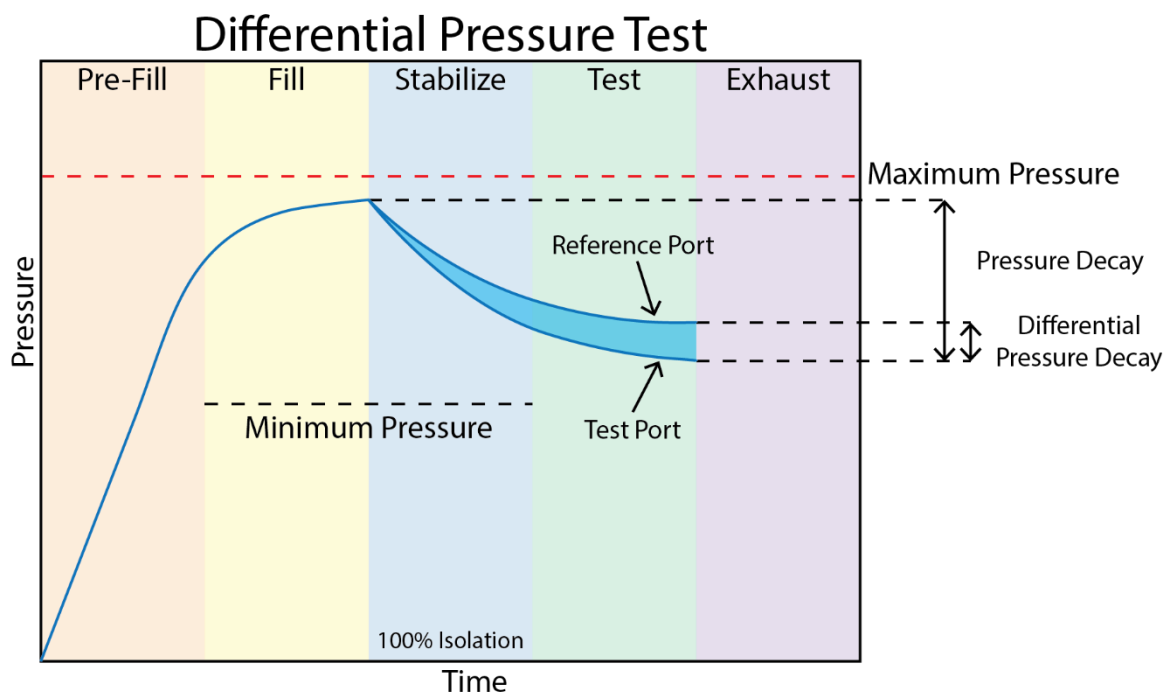 Differential Pressure Test
Pre-Fill
Fill
Stabilize
Test
Exhaust
Maximum Pressure
Reference Port
Pressure Decay
Differential
Pressure Decay
Pressure
Minimum Pressure
Test Port
100% Isolation
Time